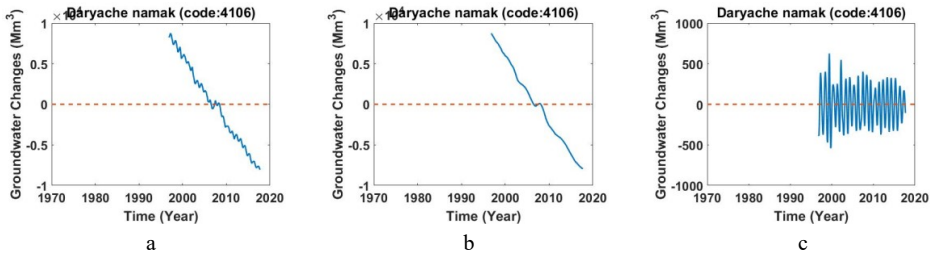 Daryache namak (code:4106)
1
0.5
0
-0.5
-1
Groundwater Changes (Mm³)
1970 1980 1990 2000 2010 2020
Time (Year)
a
Daryache namak (code:4106)
1
0.5
0
-0.5
-1
Groundwater Changes (Mm³)
1970 1980 1990 2000 2010 2020
Time (Year)
b
Daryache namak (code:4106)
1000
500
0
-500
-1000
Groundwater Changes (Mm³)
1970 1980 1990 2000 2010 2020
Time (Year)
c